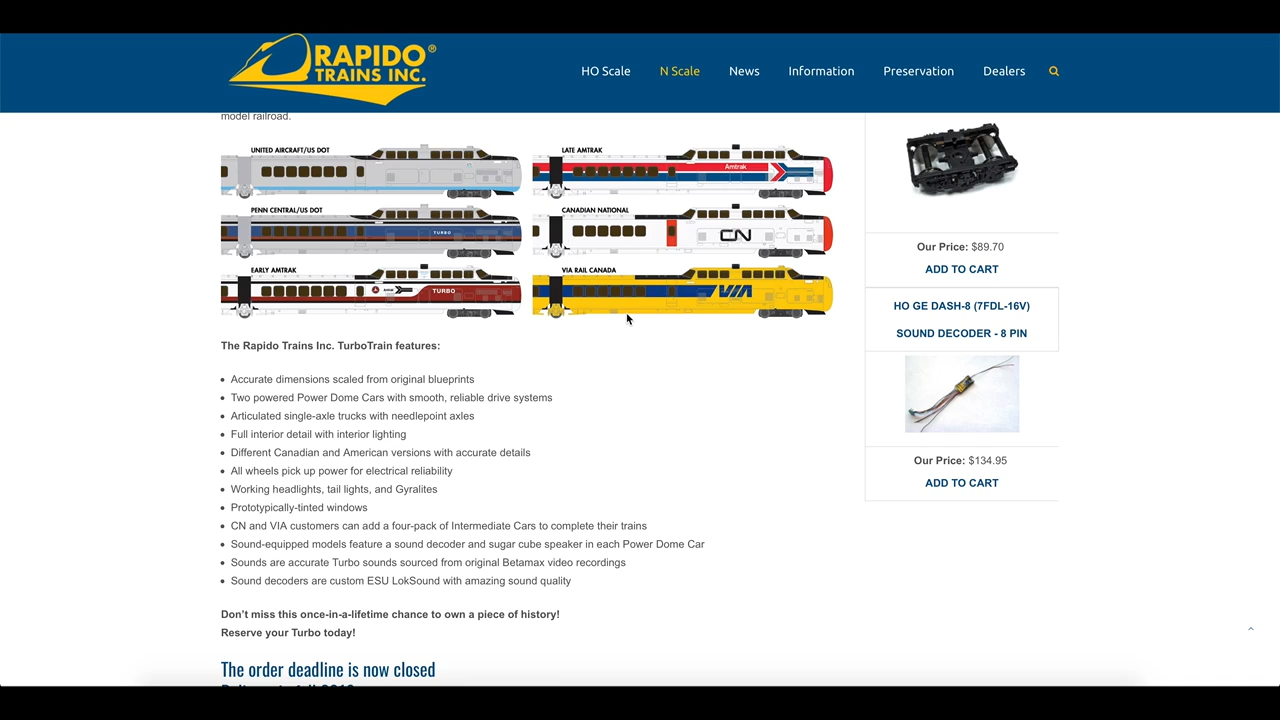 RAPIDO®
TRAINS INC.
HO Scale
N Scale
News
Information
Preservation
Dealers
model railroad.
UNITED AIRCRAFT/US DOT
LATE AMTRAK
Amtrak
PENN CENTRAL/US DOT
TURBO
CANADIAN NATIONAL
CN
EARLY AMTRAK
TURBO
VIA RAIL CANADA
VIA
The Rapido Trains Inc. TurboTrain features:
Accurate dimensions scaled from original blueprints
Two powered Power Dome Cars with smooth, reliable drive systems
Articulated single-axle trucks with needlepoint axles
Full interior detail with interior lighting
Different Canadian and American versions with accurate details
All wheels pick up power for electrical reliability
Working headlights, tail lights, and Gyralites
Prototypically-tinted windows
CN and VIA customers can add a four-pack of Intermediate Cars to complete their trains
Sound-equipped models feature a sound decoder and sugar cube speaker in each Power Dome Car
Sounds are accurate Turbo sounds sourced from original Betamax video recordings
Sound decoders are custom ESU LokSound with amazing sound quality
Don't miss this once-in-a-lifetime chance to own a piece of history!
Reserve your Turbo today!
The order deadline is now closed
Our Price: $89.70
ADD TO CART
HO GE DASH-8 (7FDL-16V)
SOUND DECODER - 8 PIN
Our Price: $134.95
ADD TO CART